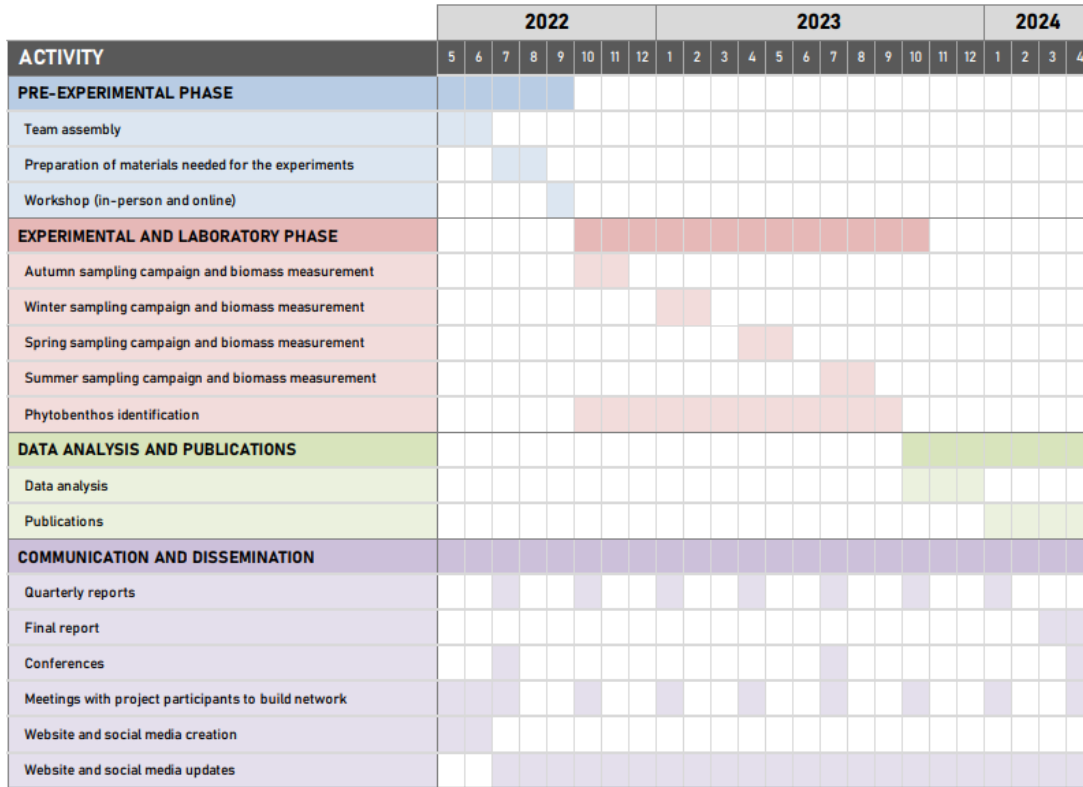 2022 2023 2024
ACTIVITY 5 6 7 8 9 10 11 12 1 2 3 4 5 6 7 8 9 10 11 12 1 2 3 4
PRE-EXPERIMENTAL PHASE
Team assembly
Preparation of materials needed for the experiments
Workshop (in-person and online)
EXPERIMENTAL AND LABORATORY PHASE
Autumn sampling campaign and biomass measurement
Winter sampling campaign and biomass measurement
Spring sampling campaign and biomass measurement
Summer sampling campaign and biomass measurement
Phytobenthos identification
DATA ANALYSIS AND PUBLICATIONS
Data analysis
Publications
COMMUNICATION AND DISSEMINATION
Quarterly reports
Final report
Conferences
Meetings with project participants to build network
Website and social media creation
Website and social media updates